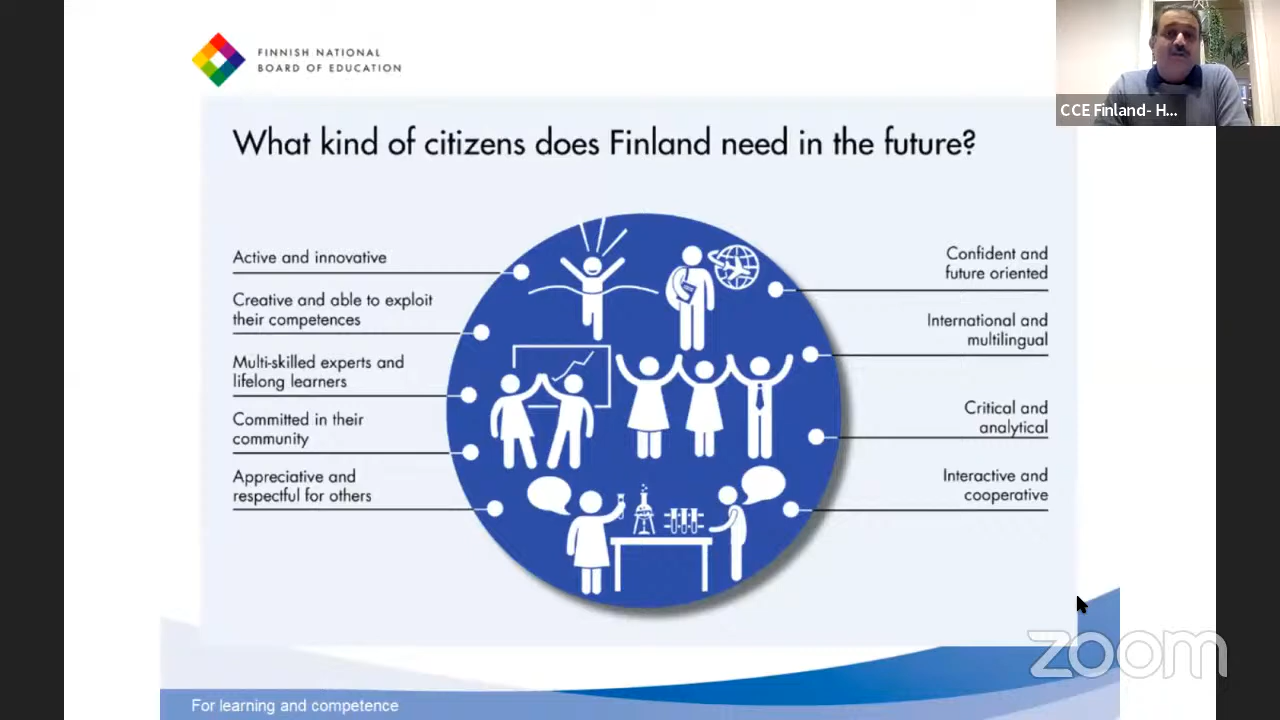 FINNISH NATIONAL
BOARD OF EDUCATION
CCE Finland- H...
What kind of citizens does Finland need in the future?
Active and innovative
Creative and able to exploit
their competences
Multi-skilled experts and
lifelong learners
Committed in their
community
Appreciative and
respectful for others
Confident and
future oriented
International and
multilingual
Critical and
analytical
Interactive and
cooperative
zoom
For learning and competence